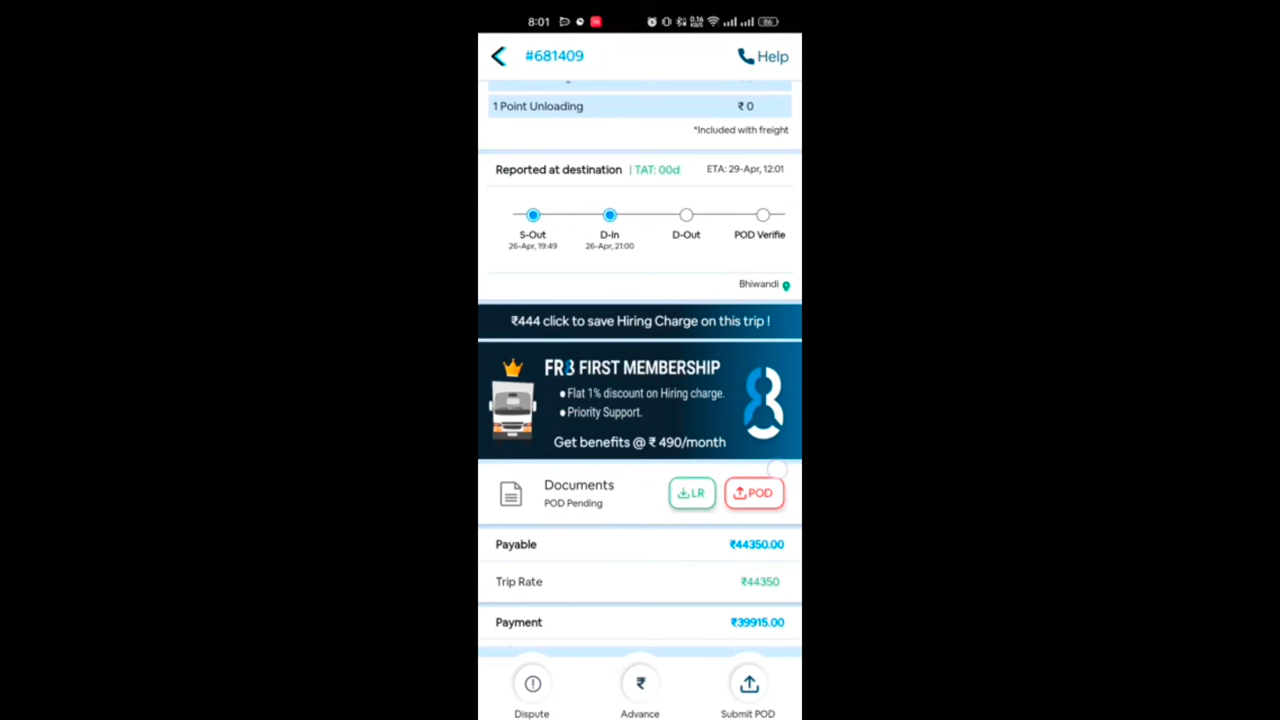 8:01 0.16 KB/S 86
#681409 Help
1 Point Unloading ₹ 0
*Included with freight
Reported at destination | TAT: 00d ETA: 29-Apr, 12:01
S-Out D-In D-Out POD Verifie
26-Apr, 19:49 26-Apr, 21:00
Bhiwandi
₹444 click to save Hiring Charge on this trip !
FR8 FIRST MEMBERSHIP
● Flat 1% discount on Hiring charge.
● Priority Support.
Get benefits @ ₹ 490/month
Documents LR POD
POD Pending
Payable ₹44350.00
Trip Rate ₹44350
Payment ₹39915.00
Dispute Advance Submit POD